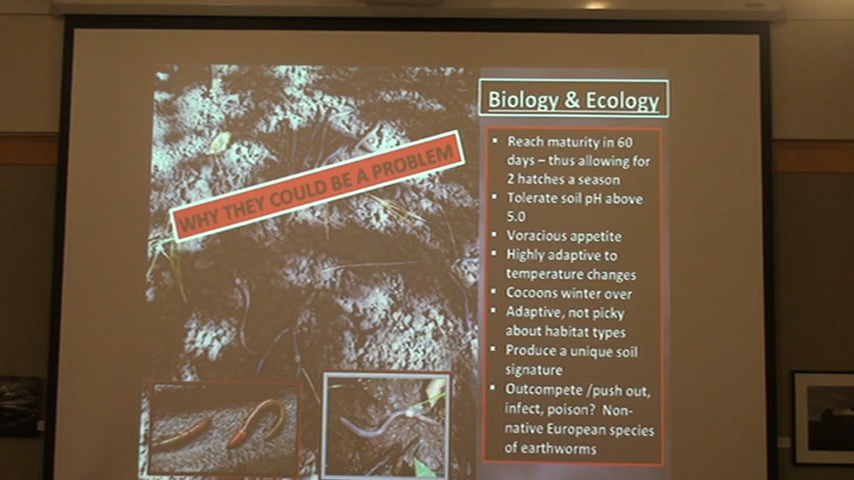 WHY THEY COULD BE A PROBLEM
Biology & Ecology
▪ Reach maturity in 60
days – thus allowing for
2 hatches a season
▪ Tolerate soil pH above
5.0
▪ Voracious appetite
▪ Highly adaptive to
temperature changes
▪ Cocoons winter over
▪ Adaptive, not picky
about habitat types
▪ Produce a unique soil
signature
▪ Outcompete /push out,
infect, poison? Non-
native European species
of earthworms